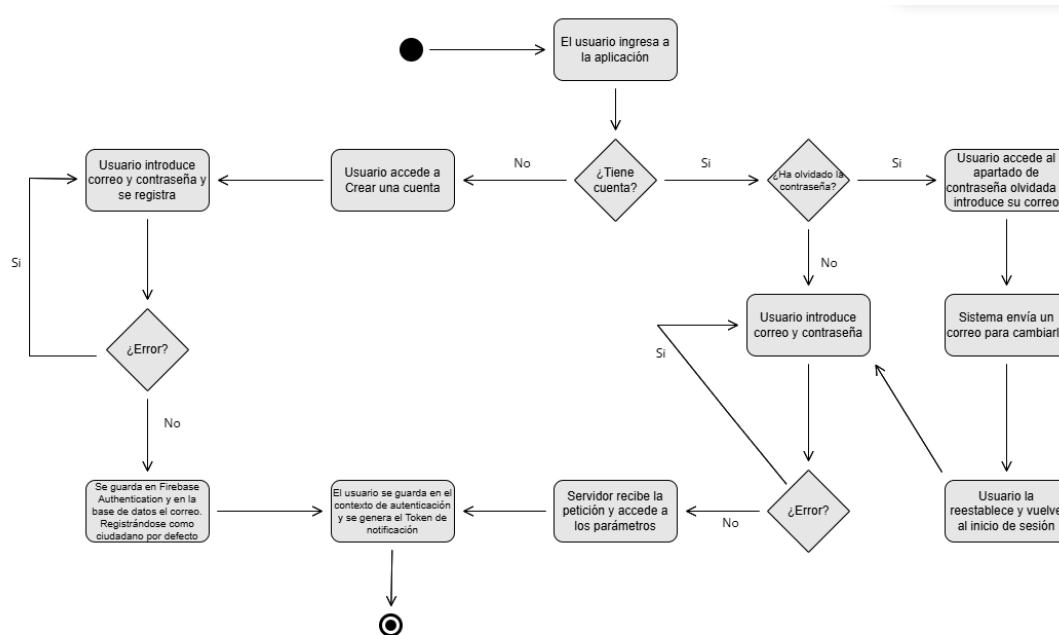 El usuario ingresa a
la aplicación
Usuario introduce
correo y contraseña y
se registra
Usuario accede a
Crear una cuenta
No
¿Tiene
cuenta?
Si
¿Ha olvidado la
contraseña?
Si
Usuario accede al
apartado de
contraseña olvidada
introduce su correo
Si
No
¿Error?
Si
Usuario introduce
correo y contraseña
Sistema envía un
correo para
No
Se guarda en Firebase
Authentication y en la
base de datos el correo.
Registrándose como
ciudadano por defecto
El usuario se guarda en el
contexto de autenticación
y se genera el Token de
notificación
Servidor recibe la
petición y accede a
los parámetros
No
¿Error?
Usuario la
reestablece y vuelve
al inicio de sesión